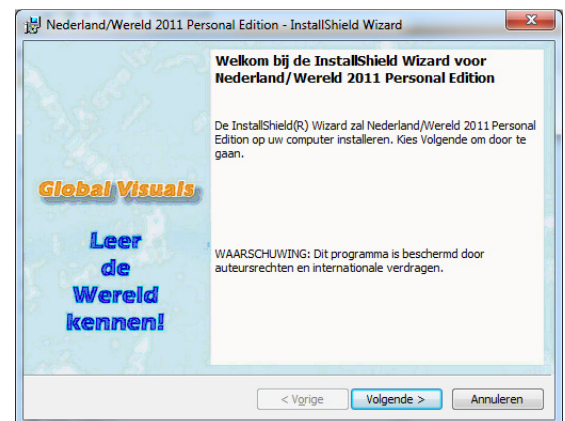 Nederland/Wereld 2011 Personal Edition - InstallShield Wizard
Welkom bij de InstallShield Wizard voor
Nederland/Wereld 2011 Personal Edition
De InstallShield(R) Wizard zal Nederland/Wereld 2011 Personal
Edition op uw computer installeren. Kies Volgende om door te
gaan.
Global Visuals
Leer
de
Wereld
kennen!
WAARSCHUWING: Dit programma is beschermd door
auteursrechten en internationale verdragen.
< Vorige
Volgende >
Annuleren